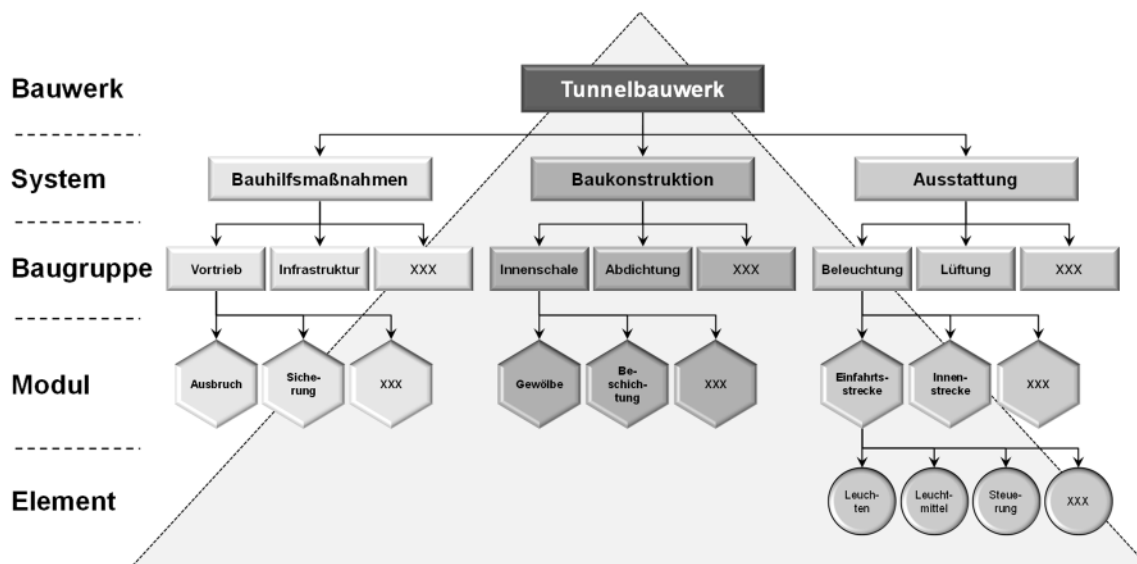 Bauwerk
Tunnelbauwerk
System
Bauhilfsmaßnahmen
Baukonstruktion
Ausstattung
Baugruppe
Vortrieb
Infrastruktur
XXX
Innenschale
Abdichtung
XXX
Beleuchtung
Lüftung
XXX
Modul
Ausbruch
Siche-
rung
XXX
Gewölbe
Be-
schich-
tung
XXX
Einfahrts-
strecke
Innen-
strecke
XXX
Element
Leuch-
ten
Leucht-
mittel
Steue-
rung
XXX